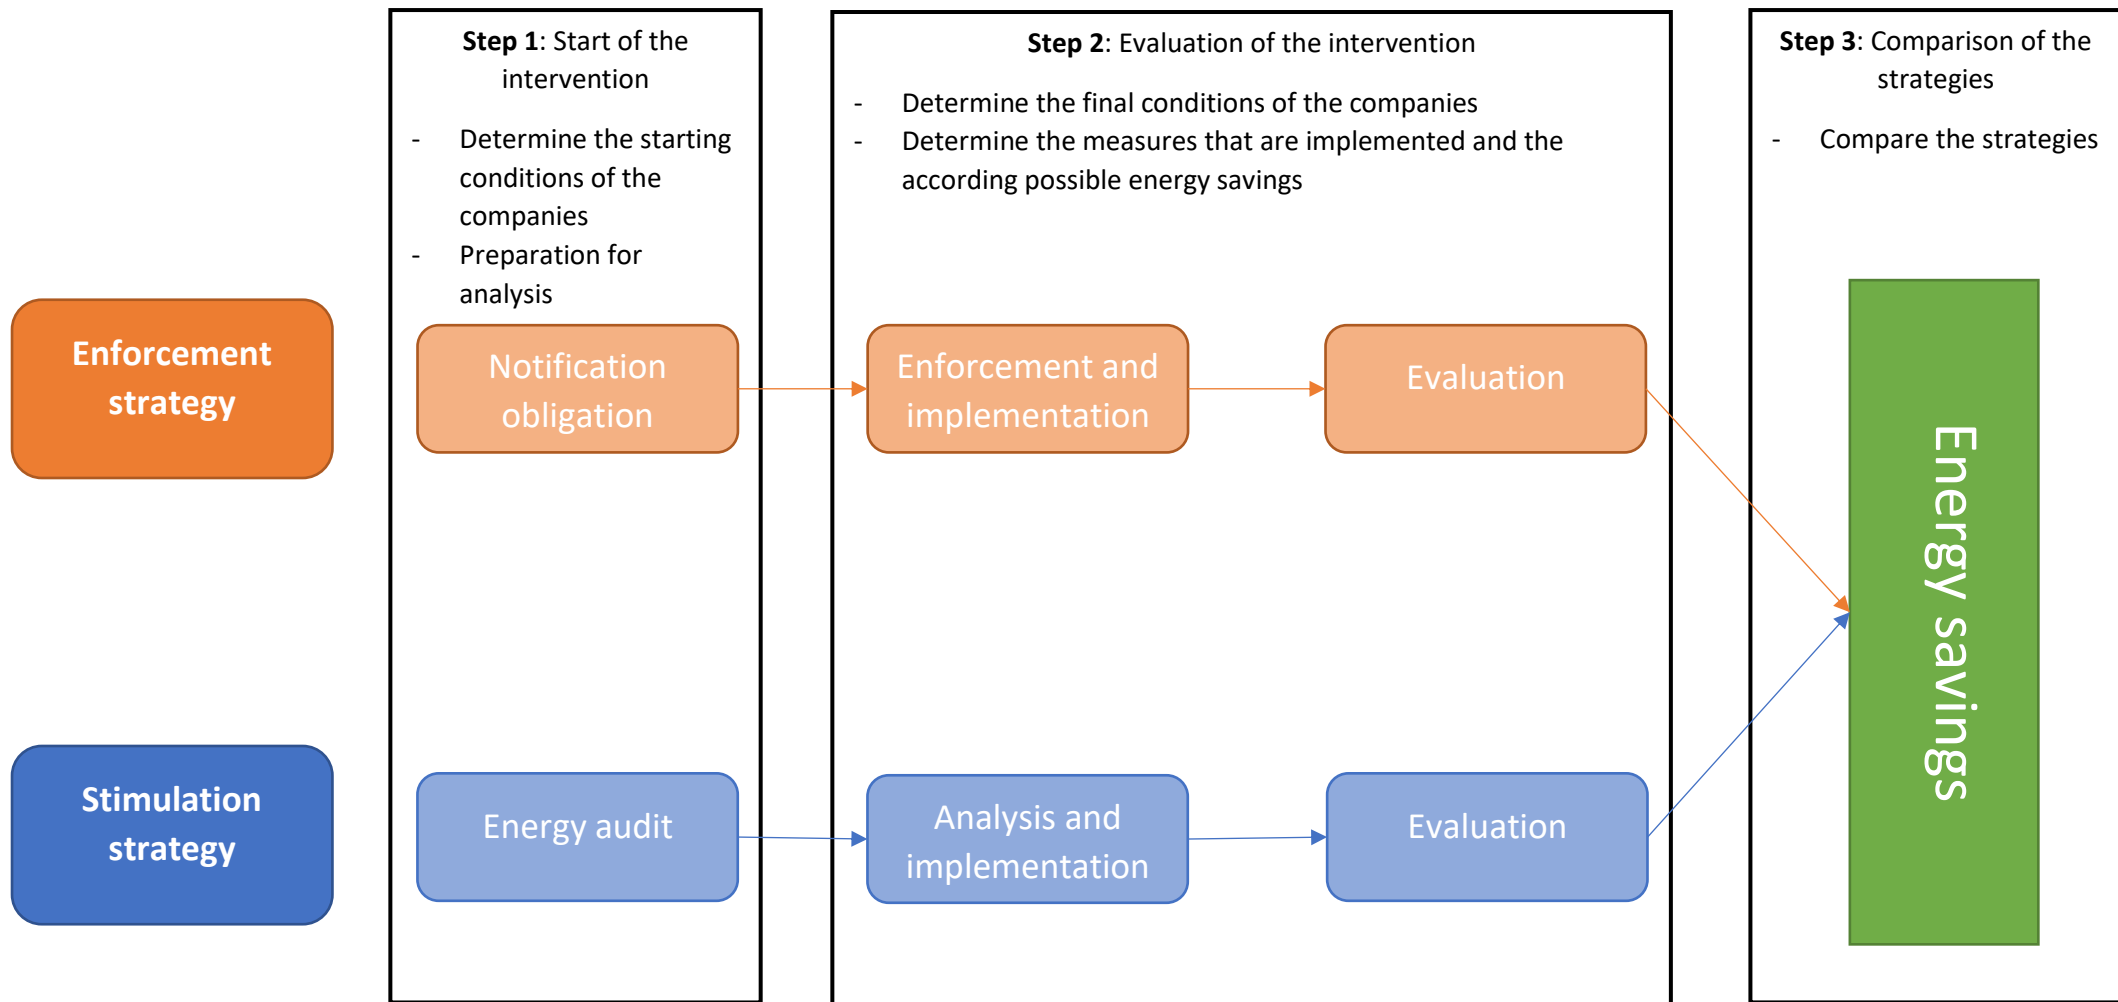 Step 1: Start of the
intervention
- Determine the starting
conditions of the
companies
- Preparation for
analysis
Step 2: Evaluation of the intervention
- Determine the final conditions of the companies
- Determine the measures that are implemented and the
according possible energy savings
Step 3: Comparison of the
strategies
- Compare the strategies
Enforcement
strategy
Notification
obligation
Enforcement and
implementation
Evaluation
Energy savings
Stimulation
strategy
Energy audit
Analysis and
implementation
Evaluation